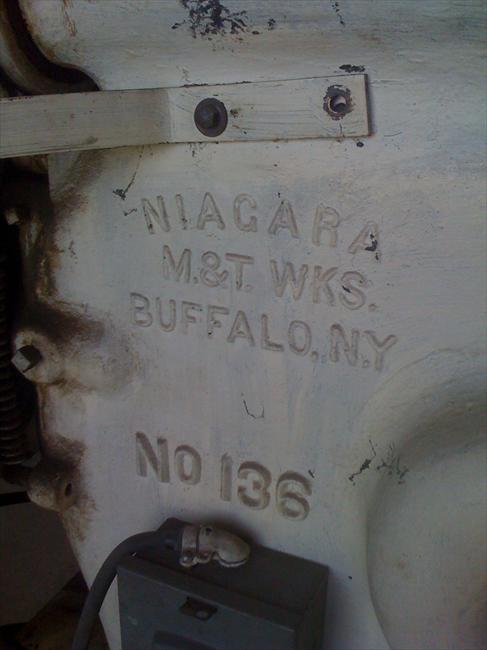 NIAGARA
M.&T. WKS.
BUFFALO, N.Y
No 136